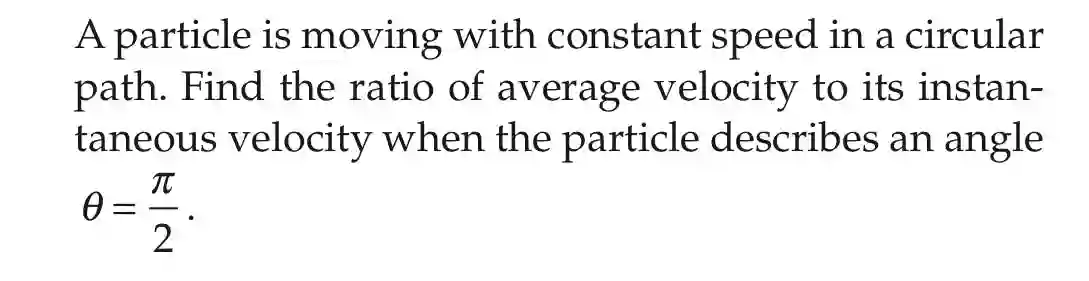 A particle is moving with constant speed in a circular
path. Find the ratio of average velocity to its instan-
taneous velocity when the particle describes an angle
θ = π/2.